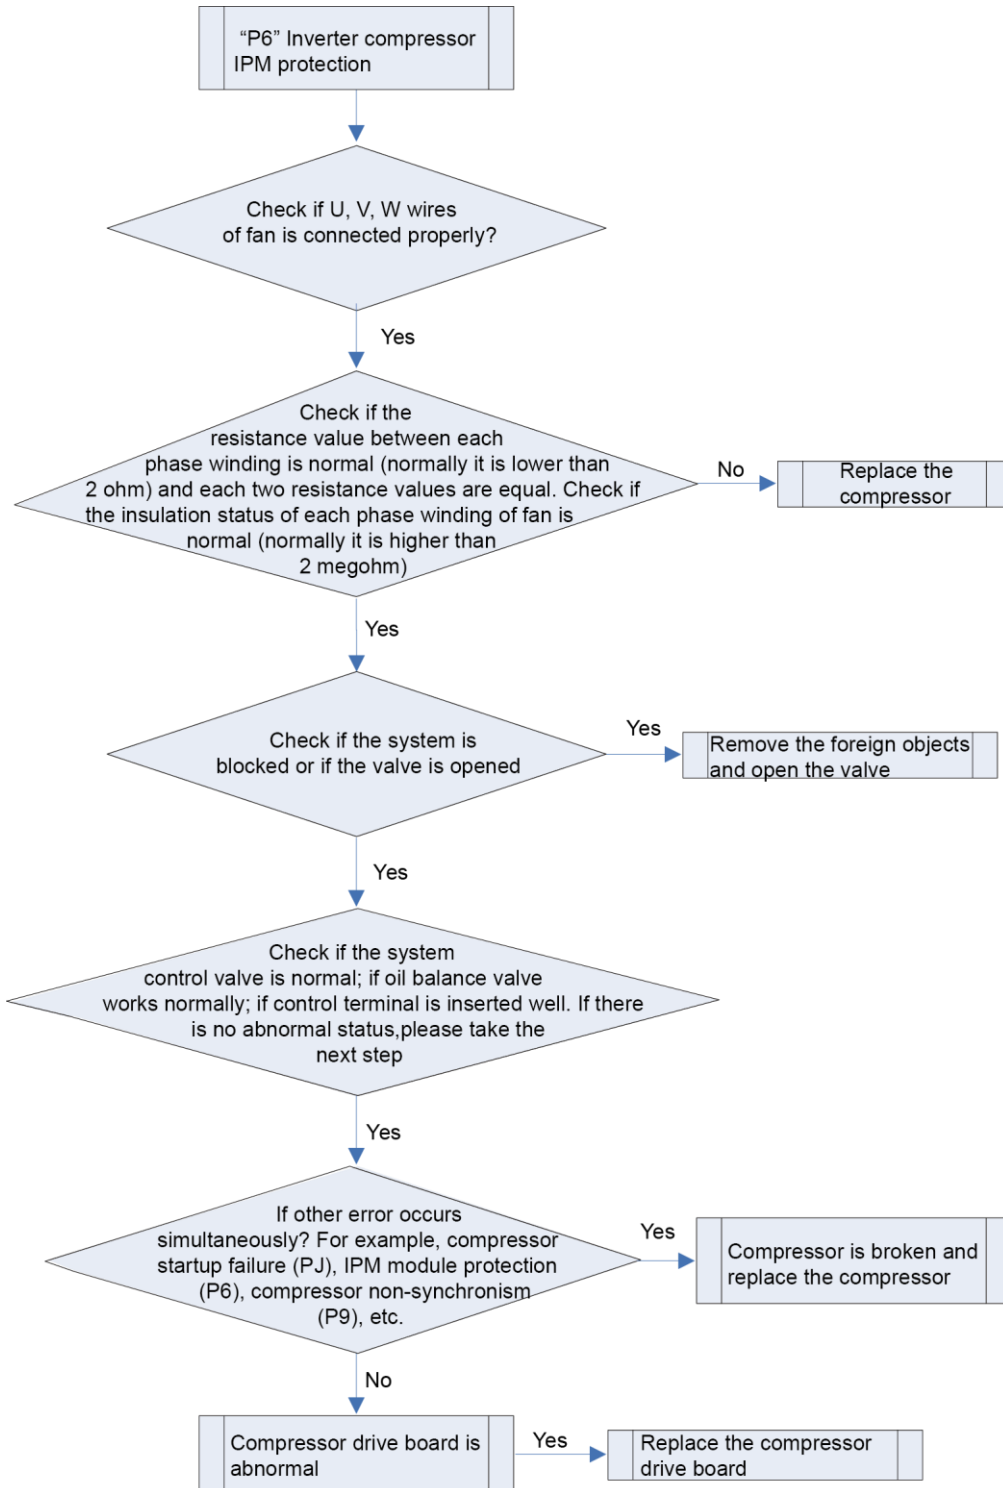 “P6” Inverter compressor
IPM protection
Check if U, V, W wires
of fan is connected properly?
Yes
Check if the
resistance value between each
phase winding is normal (normally it is lower than
2 ohm) and each two resistance values are equal. Check if
the insulation status of each phase winding of fan is
normal (normally it is higher than
2 megohm)
No
Replace the
compressor
Yes
Check if the system is
blocked or if the valve is opened
Yes
Remove the foreign objects
and open the valve
Yes
Check if the system
control valve is normal; if oil balance valve
works normally; if control terminal is inserted well. If there
is no abnormal status,please take the
next step
Yes
If other error occurs
simultaneously? For example, compressor
startup failure (PJ), IPM module protection
(P6), compressor non-synchronism
(P9), etc.
Yes
Compressor is broken and
replace the compressor
No
Compressor drive board is
abnormal
Yes
Replace the compressor
drive board